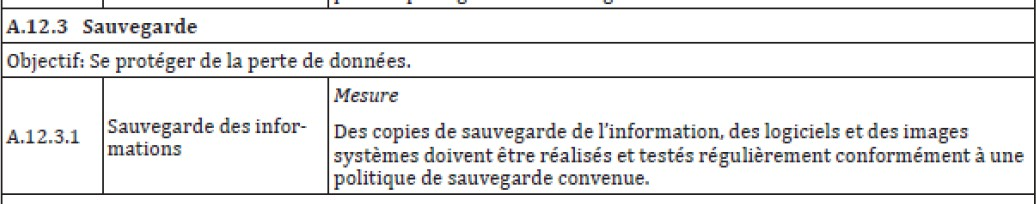 A.12.3 Sauvegarde
Objectif: Se protéger de la perte de données.
A.12.3.1
Sauvegarde des infor-
mations
Mesure
Des copies de sauvegarde de l'information, des logiciels et des images
systèmes doivent être réalisés et testés régulièrement conformément à une
politique de sauvegarde convenue.